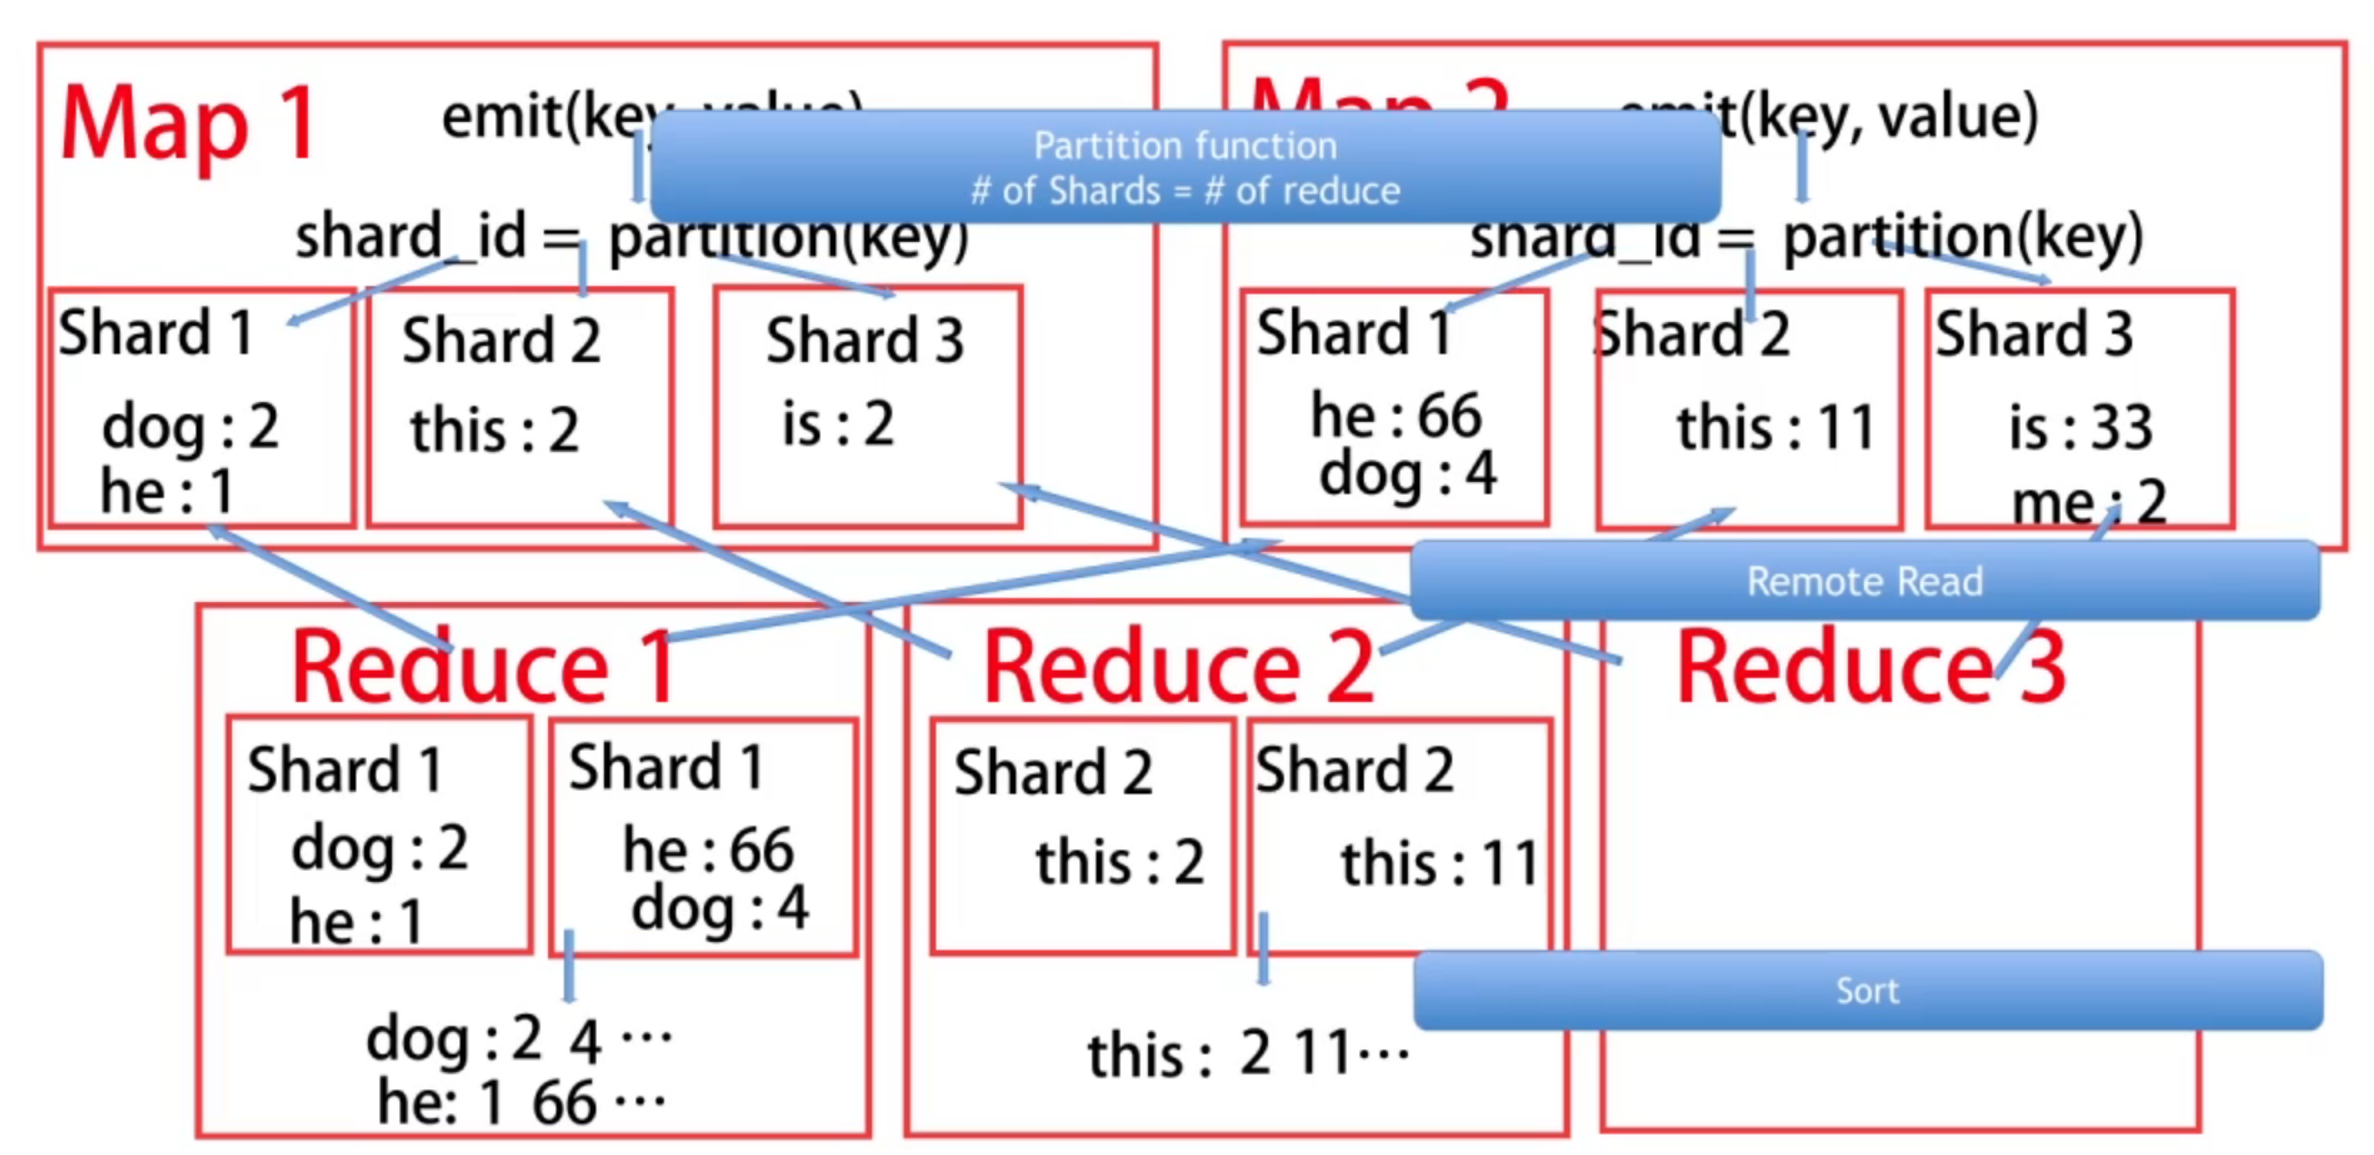 Map 1
emit(key, value)
Partition function
# of Shards = # of reduce
shard_id = partition(key)
Shard 1
dog : 2
he : 1
Shard 2
this : 2
Shard 3
is : 2
Map 2
emit(key, value)
shard_id = partition(key)
Shard 1
he : 66
dog : 4
Shard 2
this : 11
Shard 3
is : 33
me : 2
Remote Read
Reduce 1
Shard 1
dog : 2
he : 1
Shard 1
he : 66
dog : 4
dog : 2 4 ···
he: 1 66 ···
Reduce 2
Shard 2
this : 2
Shard 2
this : 11
this : 2 11···
Reduce 3
Sort